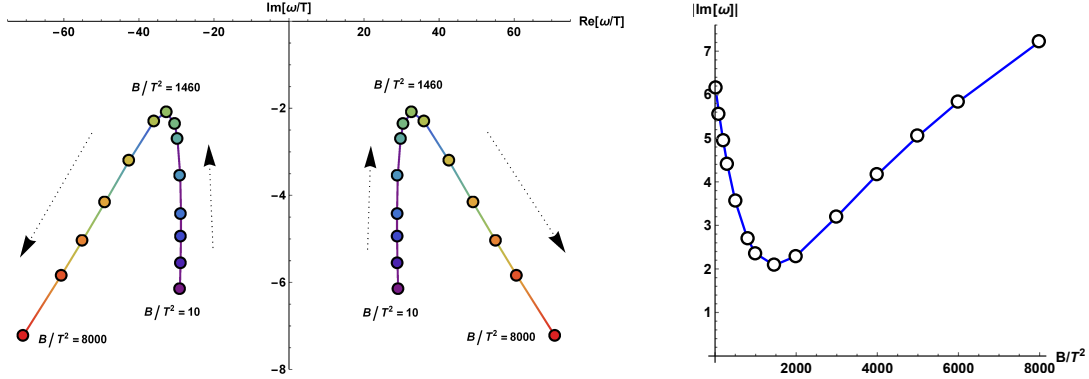 Im[ω/T]
Re[ω/T]
-60 -40 -20 20 40 60
B/T² = 1460
B/T² = 1460
-2
-4
-6
-8
B/T² = 10
B/T² = 10
B/T² = 8000
B/T² = 8000
|Im[ω]|
7
6
5
4
3
2
1
2000 4000 6000 8000
B/T²